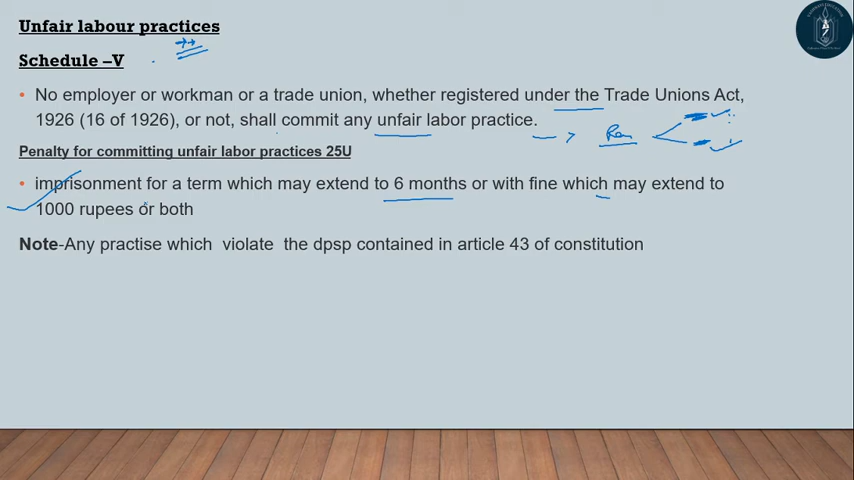 Unfair labour practices
Schedule –V
• No employer or workman or a trade union, whether registered under the Trade Unions Act,
1926 (16 of 1926), or not, shall commit any unfair labor practice.
Penalty for committing unfair labor practices 25U
• imprisonment for a term which may extend to 6 months or with fine which may extend to
1000 rupees or both
Note-Any practise which violate the dpsp contained in article 43 of constitution